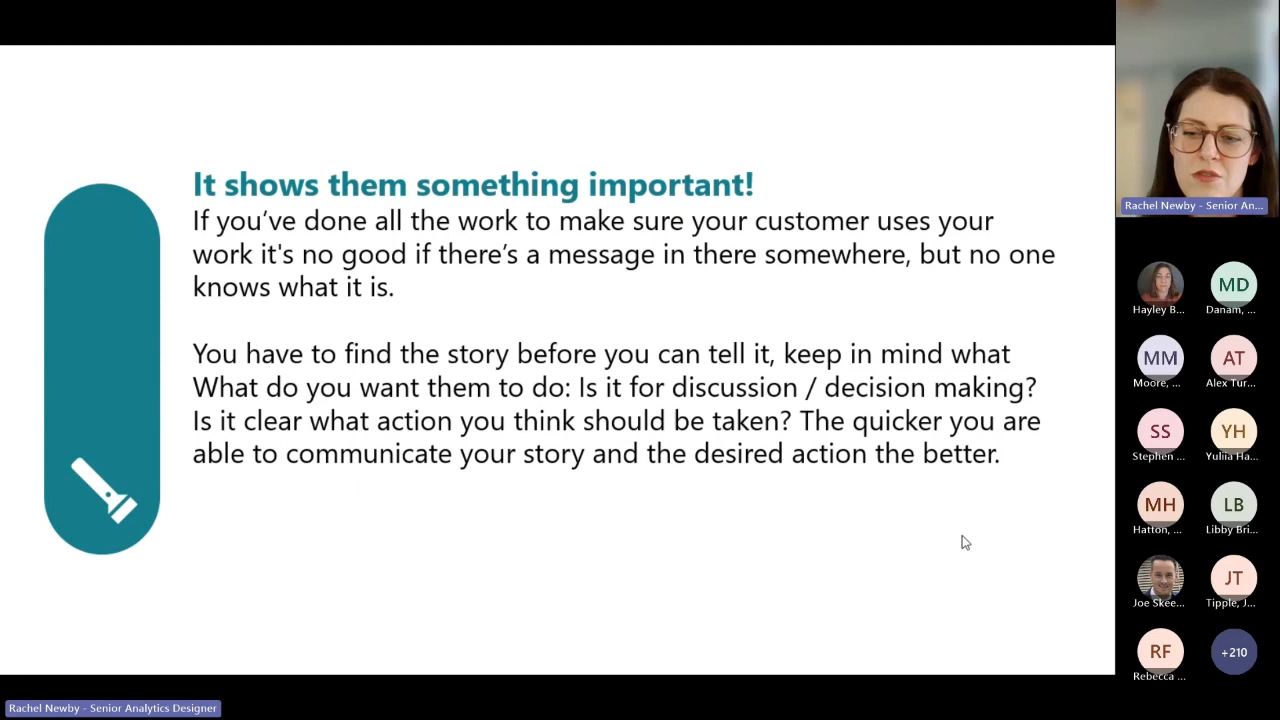 It shows them something important!
If you’ve done all the work to make sure your customer uses your
work it's no good if there’s a message in there somewhere, but no one
knows what it is.
You have to find the story before you can tell it, keep in mind what
What do you want them to do: Is it for discussion / decision making?
Is it clear what action you think should be taken? The quicker you are
able to communicate your story and the desired action the better.
Rachel Newby - Senior An...
Hayley B...
MD
Danam, ...
MM
Moore, ...
AT
Alex Tur...
SS
Stephen ...
YH
Yuliia Ha...
MH
Hatton, ...
LB
Libby Bri...
Joe Skee...
JT
Tipple, J...
RF
Rebecca ...
+210
Rachel Newby - Senior Analytics Designer